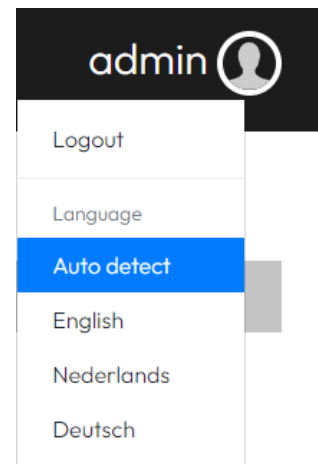 admin
Logout
Language
Auto detect
English
Nederlands
Deutsch